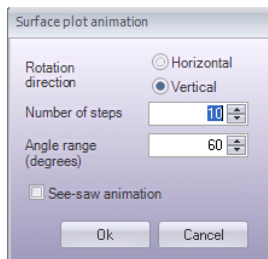 Surface plot animation
Rotation direction
Horizontal
Vertical
Number of steps
10
Angle range (degrees)
60
See-saw animation
Ok
Cancel